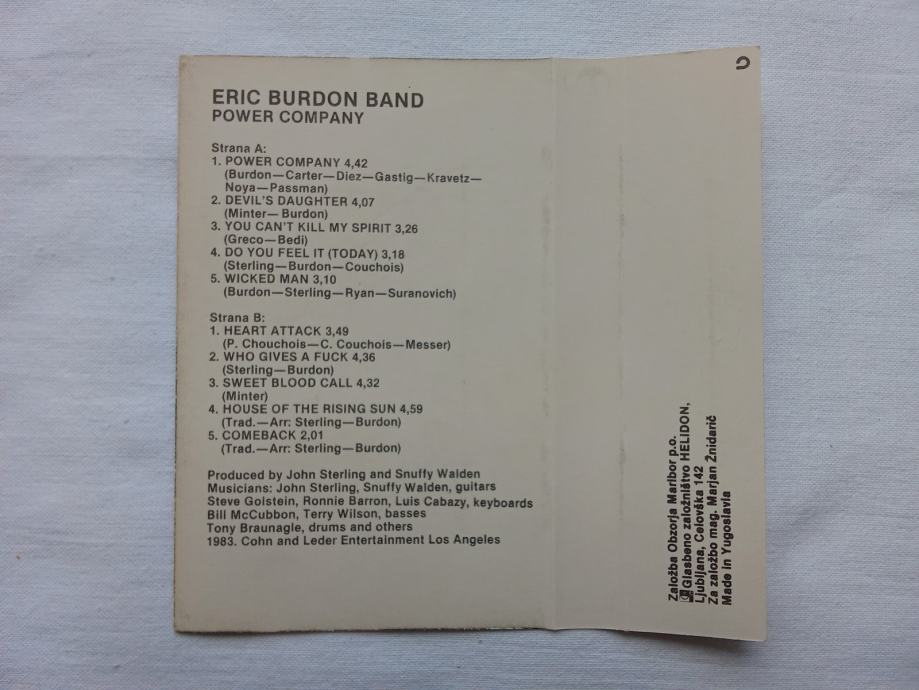 ERIC BURDON BAND
POWER COMPANY
Strana A:
1. POWER COMPANY 4,42
(Burdon—Carter—Diez—Gastig—Kravetz—
Noya—Passman)
2. DEVIL'S DAUGHTER 4,07
(Minter— Burdon)
3. YOU CAN'T KILL MY SPIRIT 3,26
(Greco—Bedi)
4. DO YOU FEEL IT (TODAY) 3,18
(Sterling—Burdon—Couchois)
5. WICKED MAN 3,10
(Burdon—Sterling—Ryan—Suranovich)
Strana B:
1. HEART ATTACK 3,49
(P. Chouchois—C. Couchois—Messer)
2. WHO GIVES A FUCK 4,36
(Sterling—Burdon)
3. SWEET BLOOD CALL 4,32
(Minter)
4. HOUSE OF THE RISING SUN 4,59
(Trad.—Arr: Sterling—Burdon)
5. COMEBACK 2,01
(Trad.—Arr: Sterling—Burdon)
Produced by John Sterling and Snuffy Walden
Musicians: John Sterling, Snuffy Walden, guitars
Steve Golstein, Ronnie Barron, Luis Cabazy, keyboards
Bill McCubbon, Terry Wilson, basses
Tony Braunagle, drums and others
1983. Cohn and Leder Entertainment Los Angeles
Založba Obzorja Maribor p.o.
Glasbeno založništvo HELIDON,
Ljubljana, Celovška 142
Za založbo mag. Marjan Žnidarič
Made in Yugoslavia